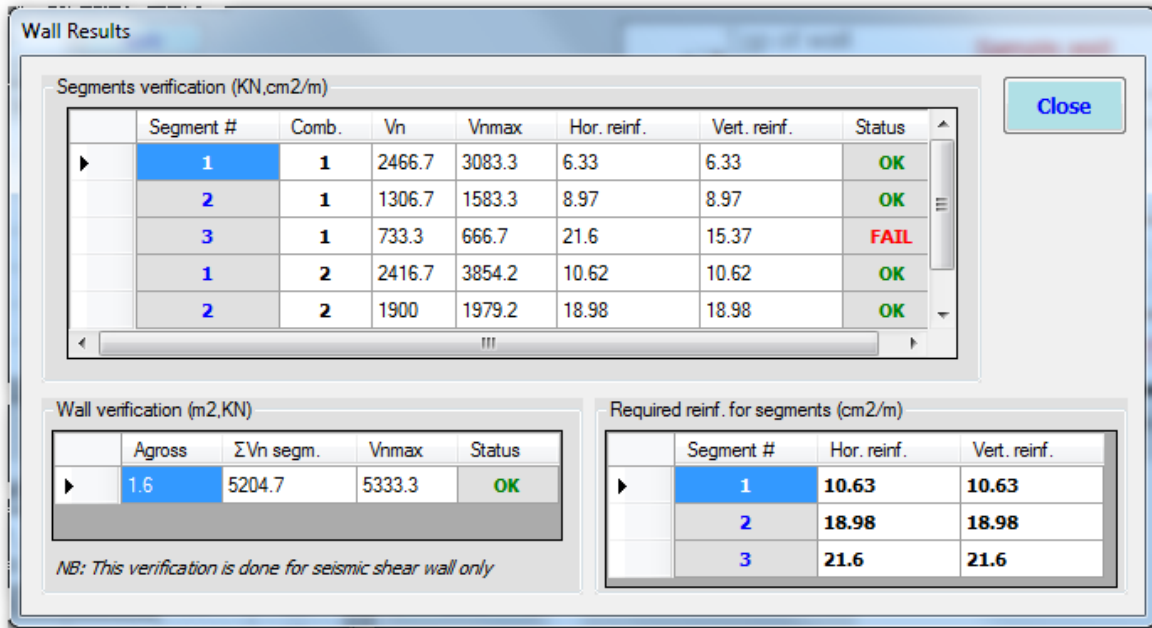 Wall Results
Segments verification (KN,cm2/m)
Segment # Comb. Vn Vnmax Hor. reinf. Vert. reinf. Status
1 1 2466.7 3083.3 6.33 6.33 OK
2 1 1306.7 1583.3 8.97 8.97 OK
3 1 733.3 666.7 21.6 15.37 FAIL
1 2 2416.7 3854.2 10.62 10.62 OK
2 2 1900 1979.2 18.98 18.98 OK
Close
Wall verification (m2,KN)
Agross ΣVn segm. Vnmax Status
1.6 5204.7 5333.3 OK
NB: This verification is done for seismic shear wall only
Required reinf. for segments (cm2/m)
Segment # Hor. reinf. Vert. reinf.
1 10.63 10.63
2 18.98 18.98
3 21.6 21.6